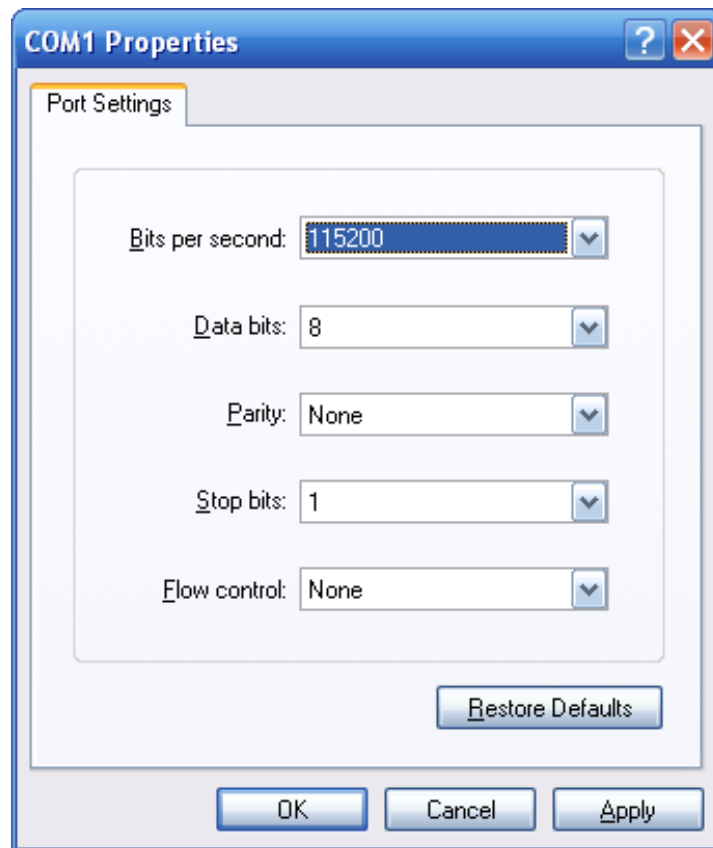 COM1 Properties
Port Settings
Bits per second: 115200
Data bits: 8
Parity: None
Stop bits: 1
Flow control: None
Restore Defaults
OK Cancel Apply